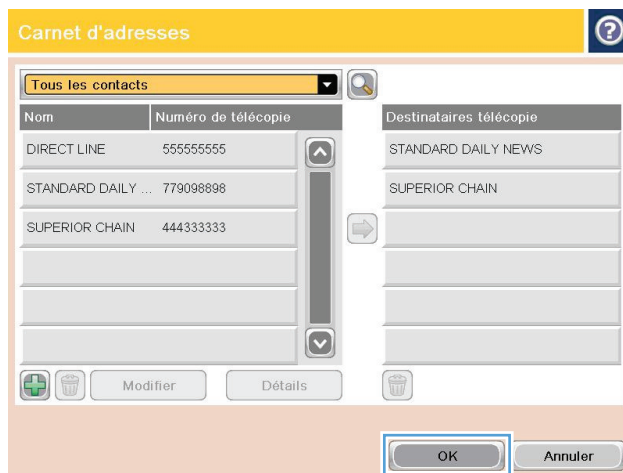 Carnet d'adresses
?
Tous les contacts
Nom Numéro de télécopie
DIRECT LINE 555555555
STANDARD DAILY ... 779098898
SUPERIOR CHAIN 444333333
Destinataires télécopie
STANDARD DAILY NEWS
SUPERIOR CHAIN
Modifier Détails
OK Annuler